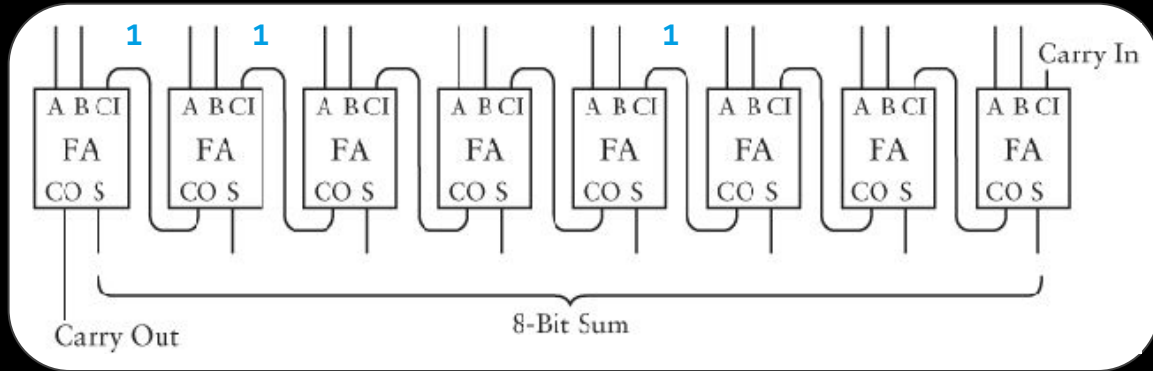 1 1 1
Carry In
A B CI A B CI A B CI A B CI A B CI A B CI A B CI A B CI
FA FA FA FA FA FA FA FA
CO S CO S CO S CO S CO S CO S CO S CO S
8-Bit Sum
Carry Out